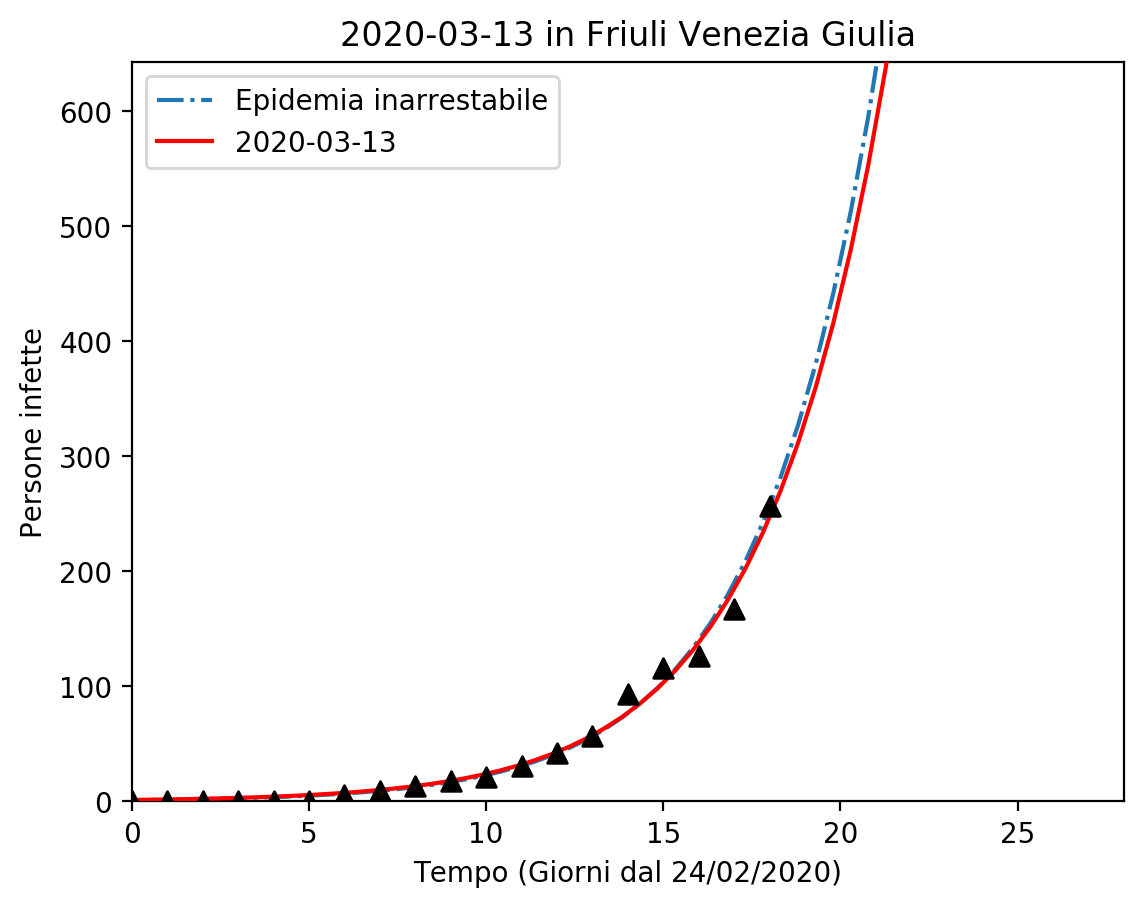 2020-03-13 in Friuli Venezia Giulia
Epidemia inarrestabile
2020-03-13
Persone infette
600
500
400
300
200
100
0
0 5 10 15 20 25
Tempo (Giorni dal 24/02/2020)